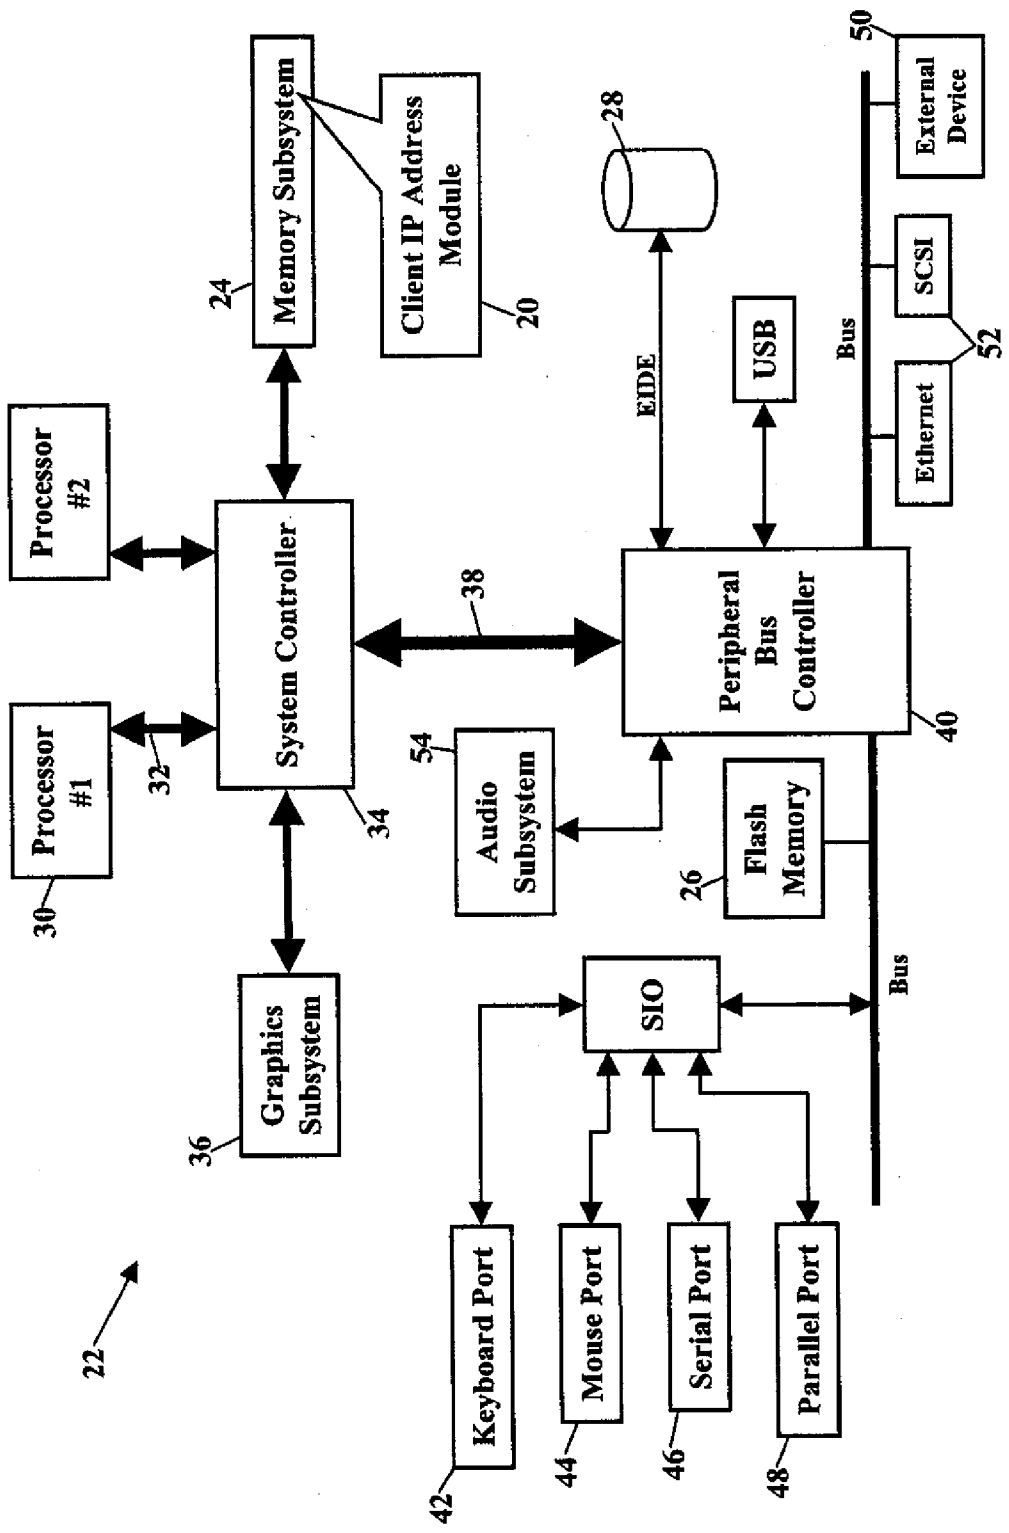 22
30
Processor
#1
32
Processor
#2
36
Graphics
Subsystem
System Controller
34
24
Memory Subsystem
Client IP Address
Module
20
38
42
Keyboard Port
44
Mouse Port
46
Serial Port
48
Parallel Port
SIO
54
Audio
Subsystem
26
Flash
Memory
Peripheral
Bus
Controller
40
EIDE
28
USB
Bus
Bus
Ethernet
SCSI
52
50
External
Device